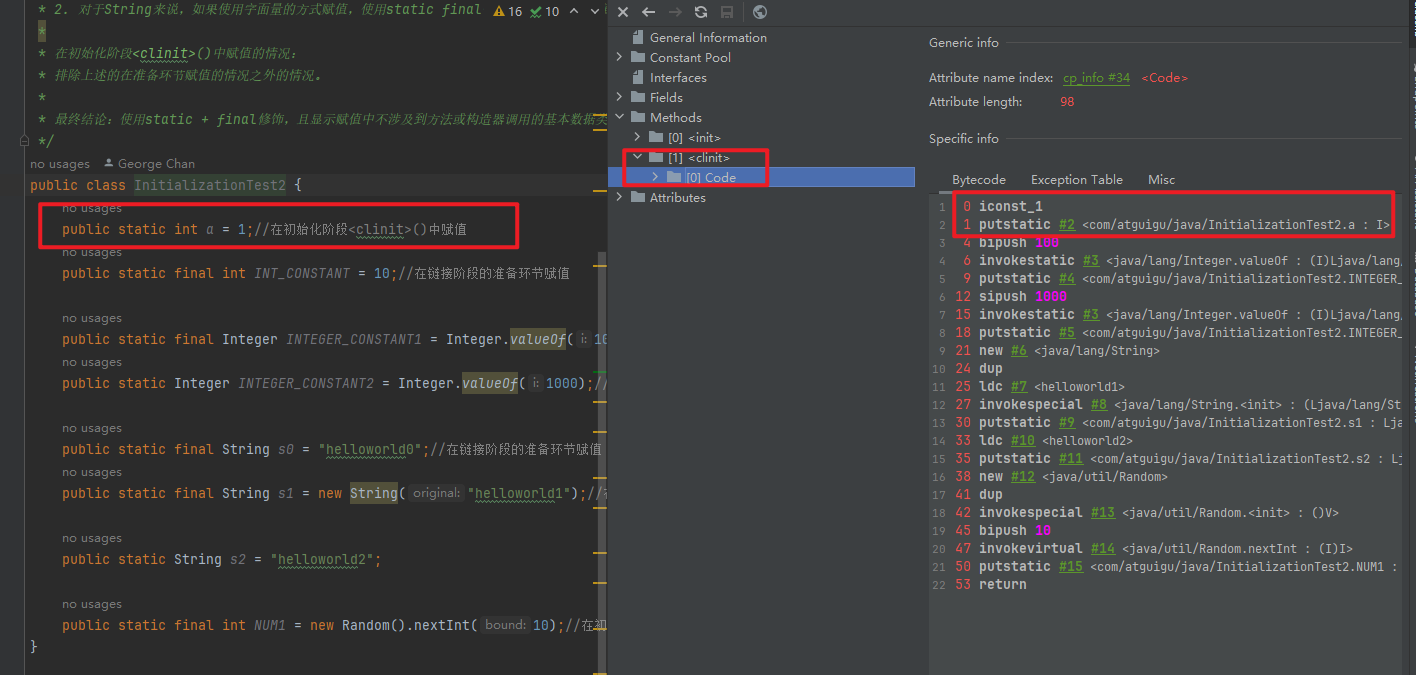 * 2. 对于String来说，如果使用字面量的方式赋值，使用static final
16 10
*
* 在初始化阶段<clinit>()中赋值的情况：
* 排除上述的在准备环节赋值的情况之外的情况.
*
* 最终结论：使用static + final修饰，且显示赋值中不涉及到方法或构造器调用的基本数据类
*/
no usages George Chan
public class InitializationTest2 {
no usages
public static int a = 1;//在初始化阶段<clinit>()中赋值
no usages
public static final int INT_CONSTANT = 10;//在链接阶段的准备环节赋值
no usages
public static final Integer INTEGER_CONSTANT1 = Integer.valueOf( i: 10
no usages
public static Integer INTEGER_CONSTANT2 = Integer.valueOf( i: 1000);//
no usages
public static final String s0 = "helloworld0";//在链接阶段的准备环节赋值
no usages
public static final String s1 = new String( original: "helloworld1");//在
no usages
public static String s2 = "helloworld2";
no usages
public static final int NUM1 = new Random().nextInt( bound: 10);//在初
}
General Information
Constant Pool
Interfaces
Fields
Methods
[0] <init>
[1] <clinit>
[0] Code
Attributes
Generic info
Attribute name index: cp_info #34 <Code>
Attribute length: 98
Specific info
Bytecode Exception Table Misc
1 0 iconst_1
2 1 putstatic #2 <com/atguigu/java/InitializationTest2.a : I>
3 4 bipush 100
4 6 invokestatic #3 <java/lang/Integer.valueOf : (I)Ljava/lang/
5 9 putstatic #4 <com/atguigu/java/InitializationTest2.INTEGER_
6 12 sipush 1000
7 15 invokestatic #3 <java/lang/Integer.valueOf : (I)Ljava/lang/
8 18 putstatic #5 <com/atguigu/java/InitializationTest2.INTEGER_
9 21 new #6 <java/lang/String>
10 24 dup
11 25 ldc #7 <helloworld1>
12 27 invokespecial #8 <java/lang/String.<init> : (Ljava/lang/St
13 30 putstatic #9 <com/atguigu/java/InitializationTest2.s1 : Lja
14 33 ldc #10 <helloworld2>
15 35 putstatic #11 <com/atguigu/java/InitializationTest2.s2 : Lj
16 38 new #12 <java/util/Random>
17 41 dup
18 42 invokespecial #13 <java/util/Random.<init> : ()V>
19 45 bipush 10
20 47 invokevirtual #14 <java/util/Random.nextInt : (I)I>
21 50 putstatic #15 <com/atguigu/java/InitializationTest2.NUM1 :
22 53 return